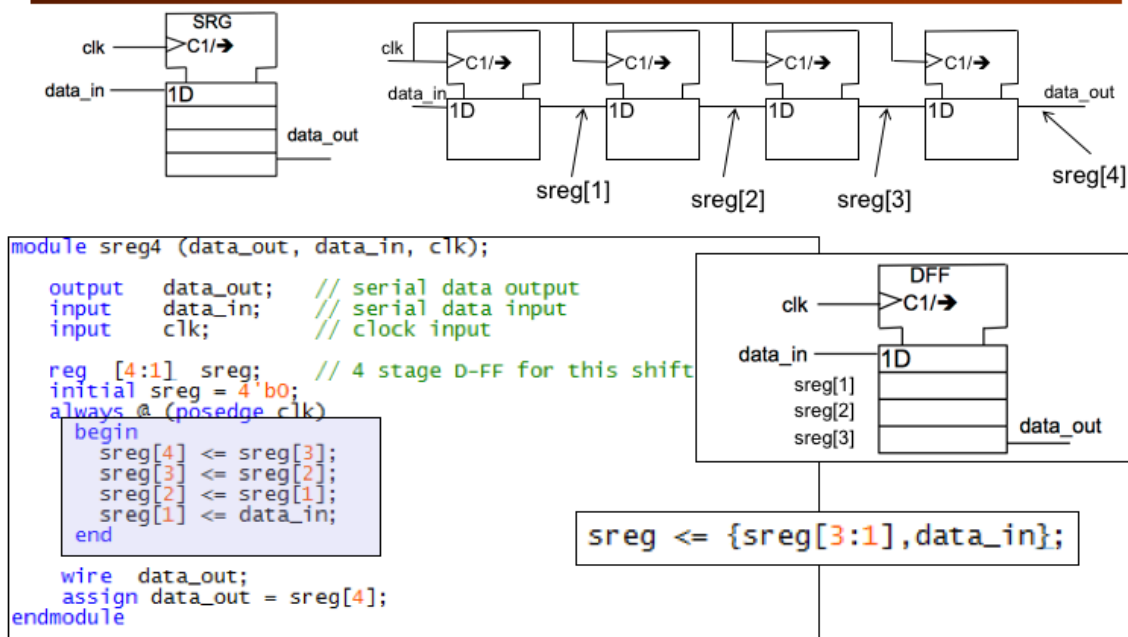 SRG
clk
C1/➔
data_in
1D
data_out
clk
C1/➔
C1/➔
C1/➔
C1/➔
data_in
1D
1D
1D
1D
data_out
sreg[1]
sreg[2]
sreg[3]
sreg[4]
module sreg4 (data_out, data_in, clk);
output data_out; // serial data output
input data_in; // serial data input
input clk; // clock input
reg [4:1] sreg; // 4 stage D-FF for this shift
initial sreg = 4'b0;
always @ (posedge clk)
begin
sreg[4] <= sreg[3];
sreg[3] <= sreg[2];
sreg[2] <= sreg[1];
sreg[1] <= data_in;
end
wire data_out;
assign data_out = sreg[4];
endmodule
DFF
clk
C1/➔
data_in
1D
sreg[1]
sreg[2]
sreg[3]
data_out
sreg <= {sreg[3:1],data_in};